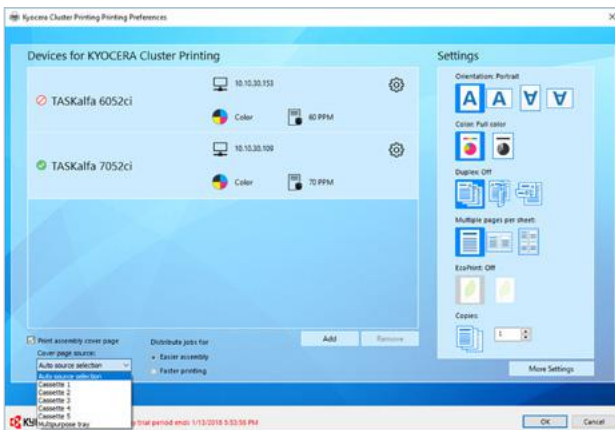 Kyocera Cluster Printing Printing Preferences
Devices for KYOCERA Cluster Printing
TASKalfa 6052ci
10.10.30.153
Color
60 PPM
TASKalfa 7052ci
10.10.30.109
Color
70 PPM
Settings
Orientation: Portrait
A A A A
Color: Full color
Duplex: Off
Multiple pages per sheet:
EcoPrint: Off
Copies:
1
Print assembly cover page
Cover page source:
Auto source selection
Auto source selection
Cassette 1
Cassette 2
Cassette 3
Cassette 4
Cassette 5
Multipurpose tray
Distribute jobs for
Easier assembly
Faster printing
Add
Remove
More Settings
trial period ends 1/13/2018 5:53:56 PM
OK
Cancel